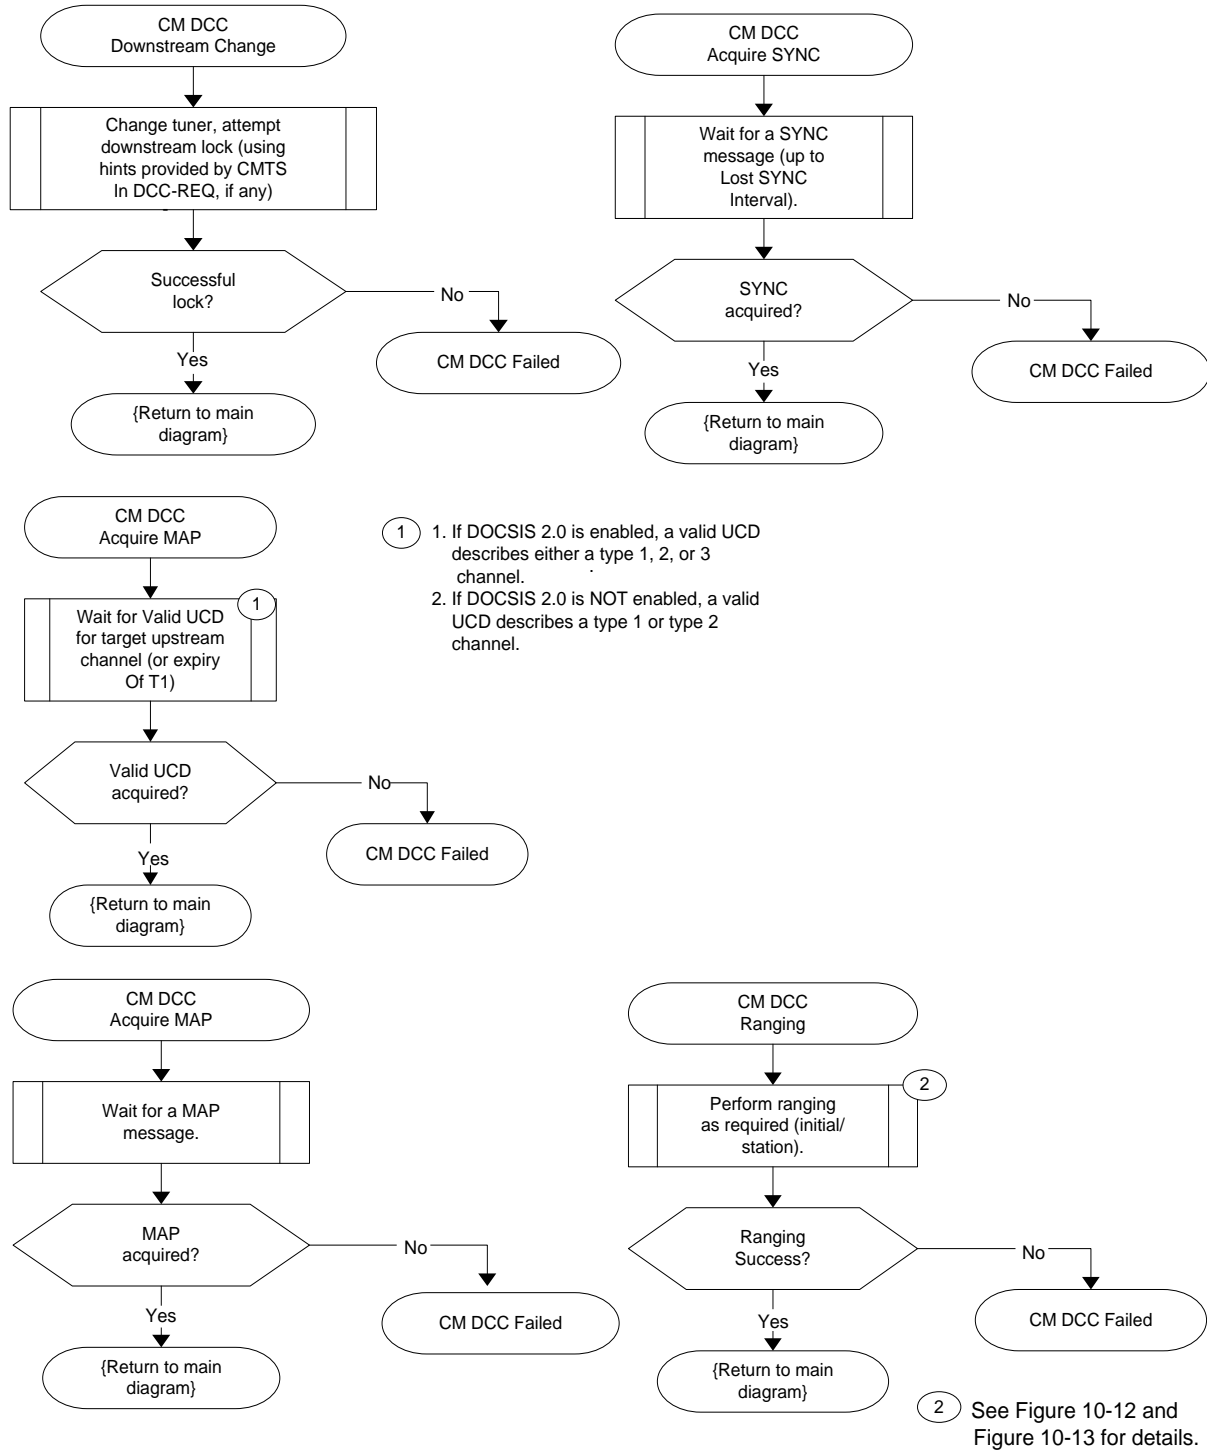 CM DCC
Downstream Change
Change tuner, attempt
downstream lock (using
hints provided by CMTS
In DCC-REQ, if any)
Successful
lock?
No
CM DCC Failed
Yes
{Return to main
diagram}
CM DCC
Acquire SYNC
Wait for a SYNC
message (up to
Lost SYNC
Interval).
SYNC
acquired?
No
CM DCC Failed
Yes
{Return to main
diagram}
CM DCC
Acquire MAP
1
Wait for Valid UCD
for target upstream
channel (or expiry
Of T1)
Valid UCD
acquired?
No
CM DCC Failed
Yes
{Return to main
diagram}
1
1. If DOCSIS 2.0 is enabled, a valid UCD
describes either a type 1, 2, or 3
channel.
2. If DOCSIS 2.0 is NOT enabled, a valid
UCD describes a type 1 or type 2
channel.
CM DCC
Acquire MAP
Wait for a MAP
message.
MAP
acquired?
No
CM DCC Failed
Yes
{Return to main
diagram}
CM DCC
Ranging
2
Perform ranging
as required (initial/
station).
Ranging
Success?
No
CM DCC Failed
Yes
{Return to main
diagram}
2
See Figure 10-12 and
Figure 10-13 for details.